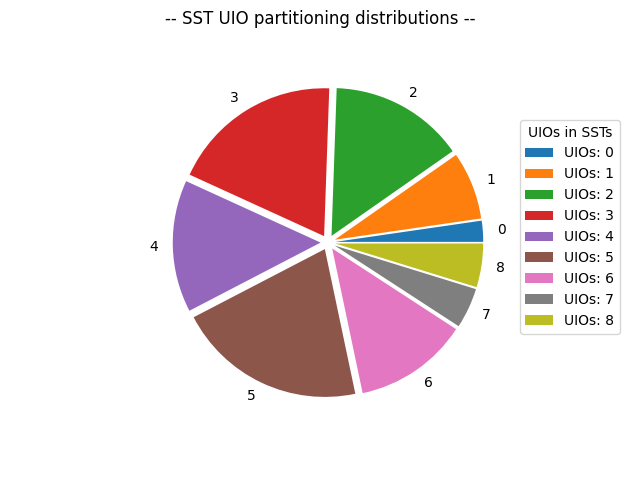 -- SST UIO partitioning distributions --
3
2
1
0
4
8
7
6
5
UIOs in SSTs
UIOs: 0
UIOs: 1
UIOs: 2
UIOs: 3
UIOs: 4
UIOs: 5
UIOs: 6
UIOs: 7
UIOs: 8